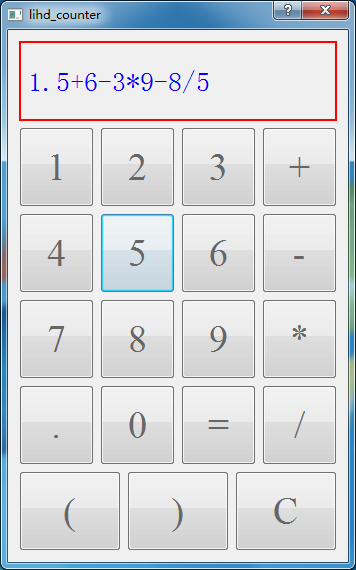 lihd_counter
1.5+6-3*9-8/5
1 2 3 +
4 5 6 -
7 8 9 *
. 0 = /
( ) C